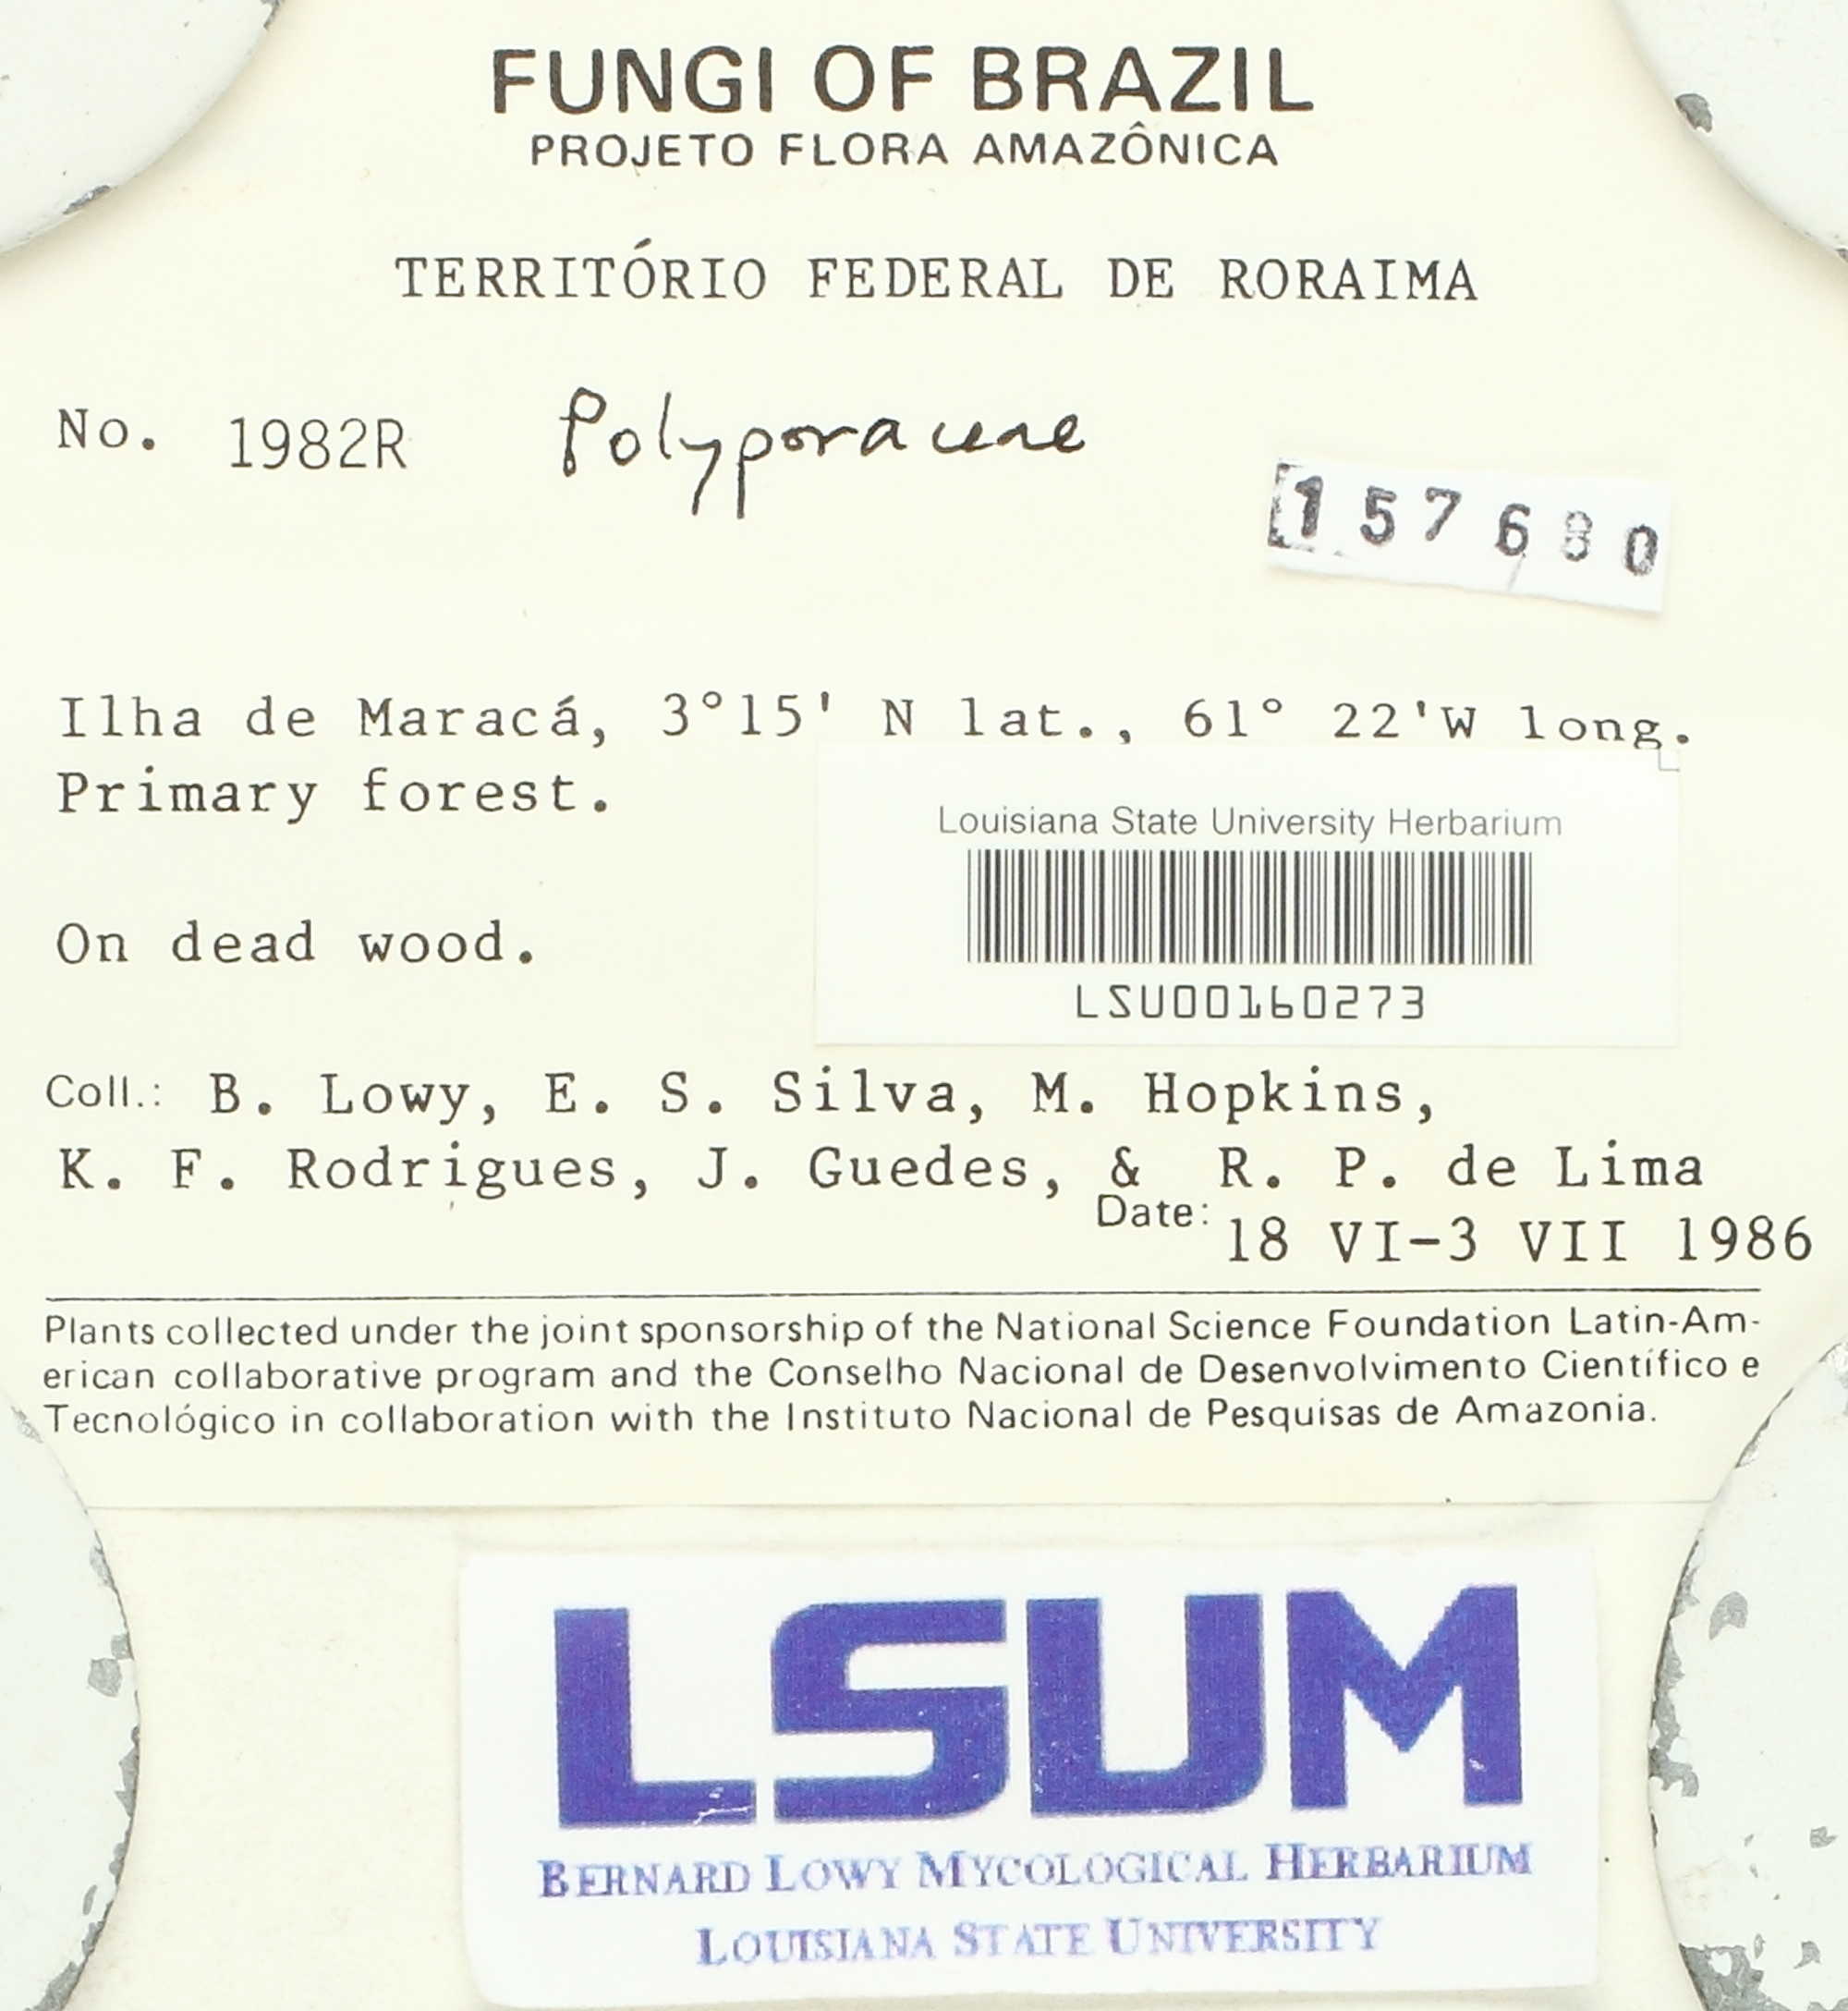 FUNGI OF BRAZIL
PROJETO FLORA AMAZÔNICA
TERRITÓRIO FEDERAL DE RORAIMA
No. 1982R Polyporaceae
157680
Ilha de Maracá, 3°15' N lat., 61° 22'W long.
Primary forest.
Louisiana State University Herbarium
On dead wood.
LSU00160273
Coll.: B. Lowy, E. S. Silva, M. Hopkins,
K. F. Rodrigues, J. Guedes, & R. P. de Lima
Date: 18 VI-3 VII 1986
Plants collected under the joint sponsorship of the National Science Foundation Latin-Am-
erican collaborative program and the Conselho Nacional de Desenvolvimento Científico e
Tecnológico in collaboration with the Instituto Nacional de Pesquisas de Amazonia.
LSUM
BERNARD LOWY MYCOLOGICAL HERBARIUM
LOUISIANA STATE UNIVERSITY